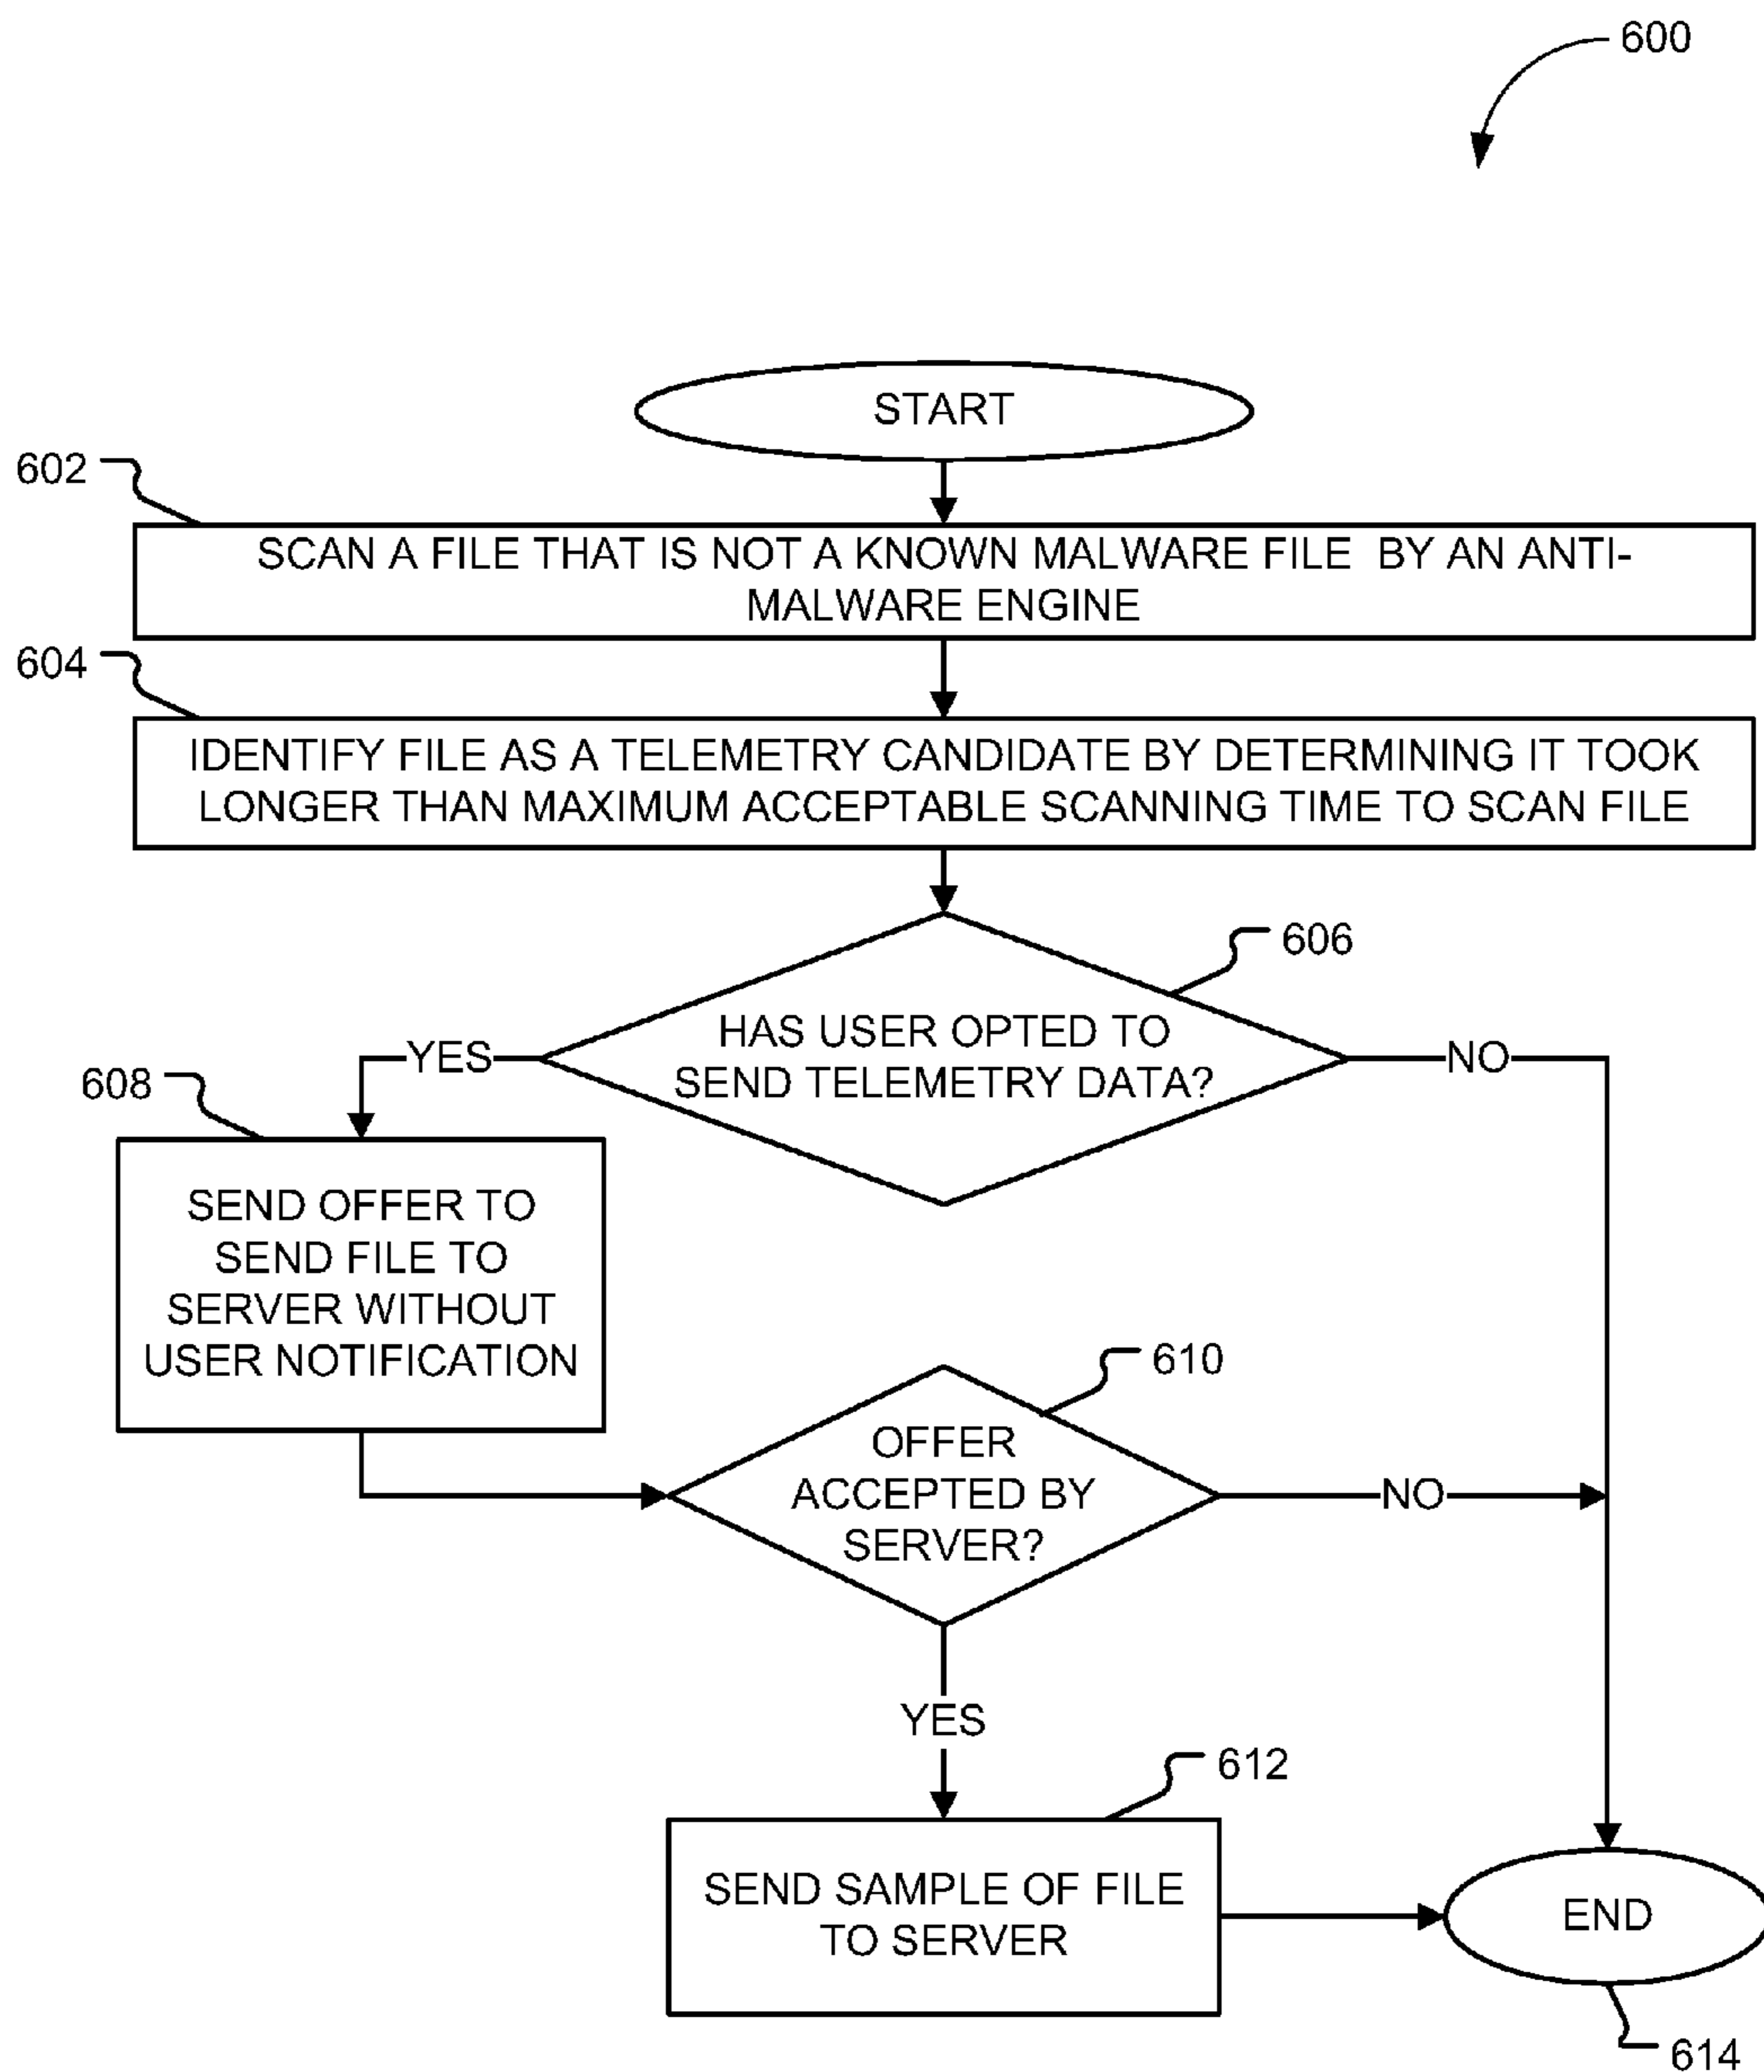 600
START
602
SCAN A FILE THAT IS NOT A KNOWN MALWARE FILE BY AN ANTI-
MALWARE ENGINE
604
IDENTIFY FILE AS A TELEMETRY CANDIDATE BY DETERMINING IT TOOK
LONGER THAN MAXIMUM ACCEPTABLE SCANNING TIME TO SCAN FILE
606
HAS USER OPTED TO
SEND TELEMETRY DATA?
YES
NO
608
SEND OFFER TO
SEND FILE TO
SERVER WITHOUT
USER NOTIFICATION
610
OFFER
ACCEPTED BY
SERVER?
NO
YES
612
SEND SAMPLE OF FILE
TO SERVER
END
614